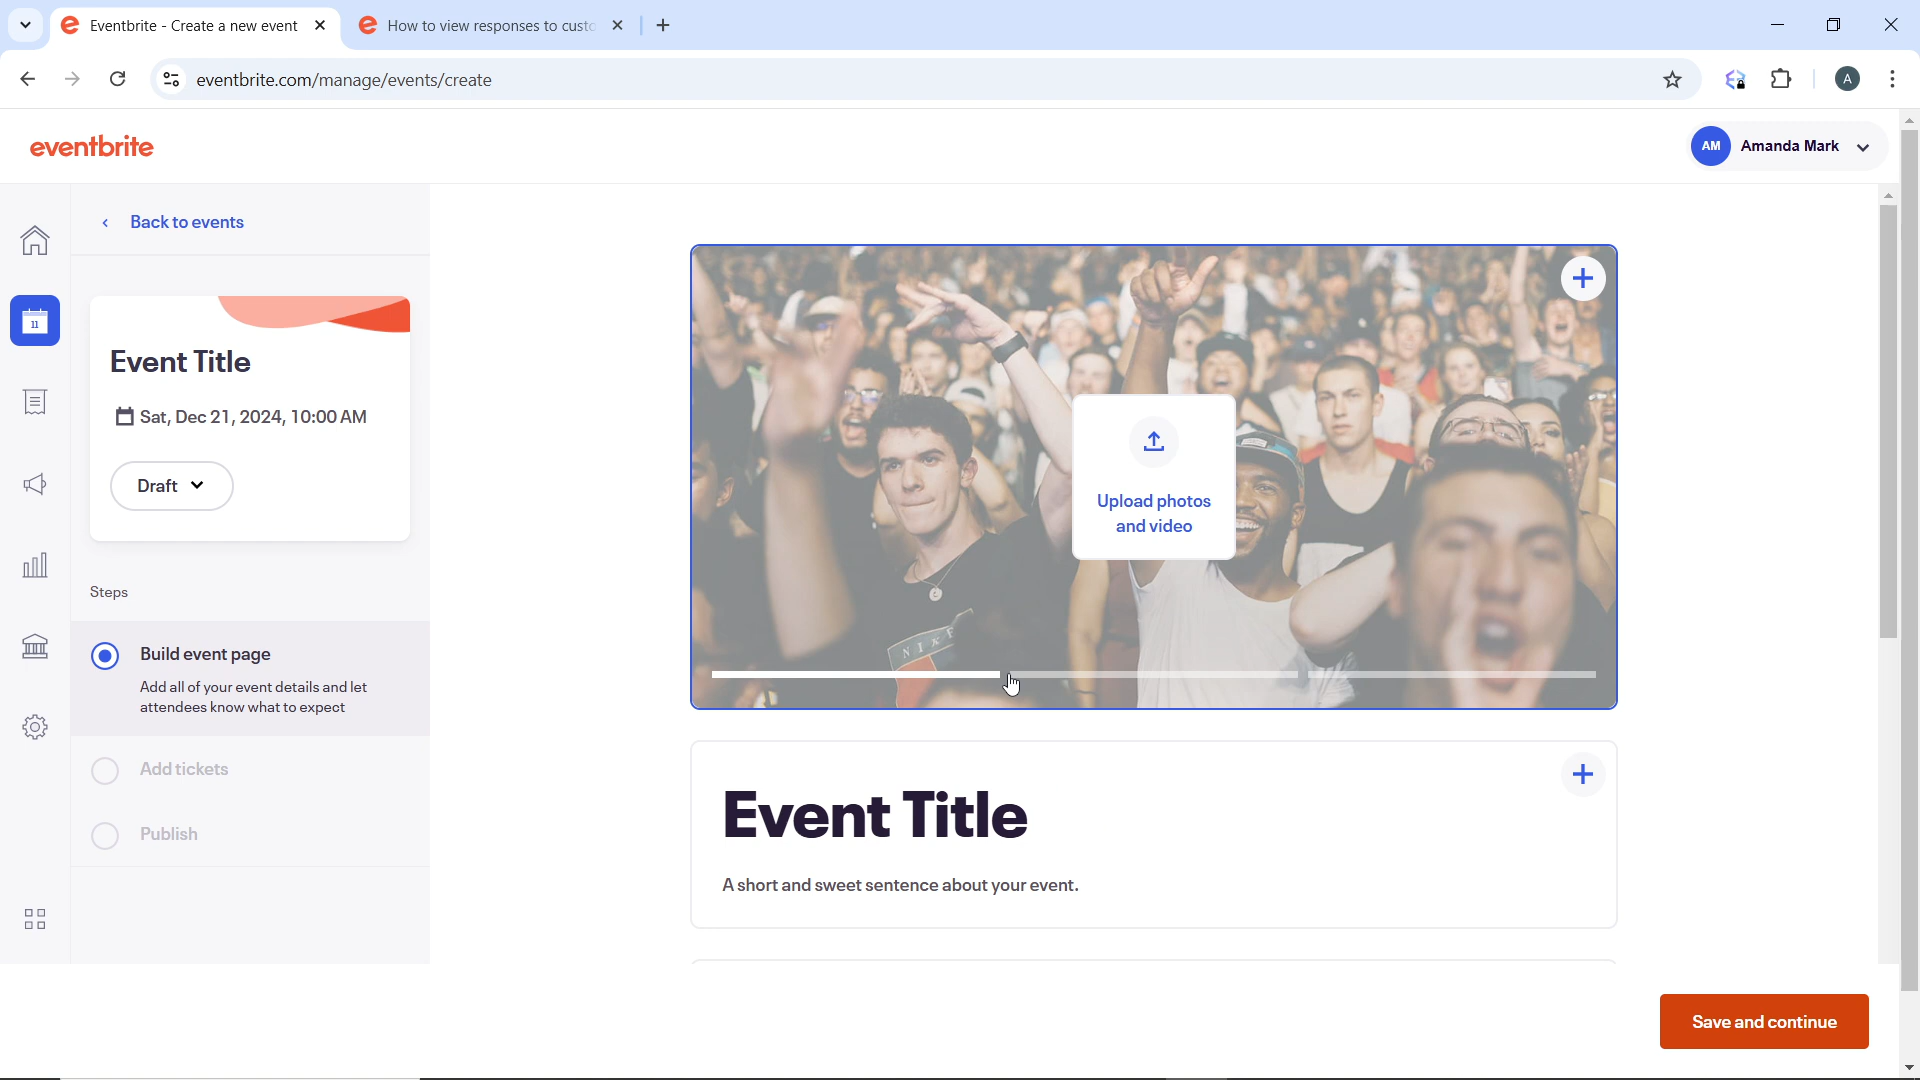 Eventbrite - Create a new event
How to view responses to custo
eventbrite.com/manage/events/create
A
eventbrite
AM
Amanda Mark
Back to events
11
Event Title
Sat, Dec 21, 2024, 10:00 AM
Draft
Steps
Build event page
Add all of your event details and let
attendees know what to expect
Add tickets
Publish
Upload photos
and video
NIKE
Event Title
A short and sweet sentence about your event.
Save and continue